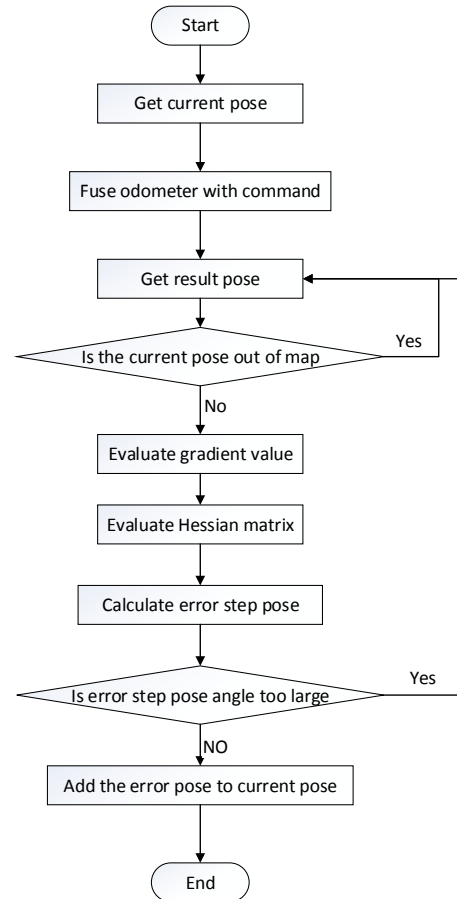 Start
Get current pose
Fuse odometer with command
Get result pose
Is the current pose out of map
Yes
No
Evaluate gradient value
Evaluate Hessian matrix
Calculate error step pose
Is error step pose angle too large
Yes
NO
Add the error pose to current pose
End